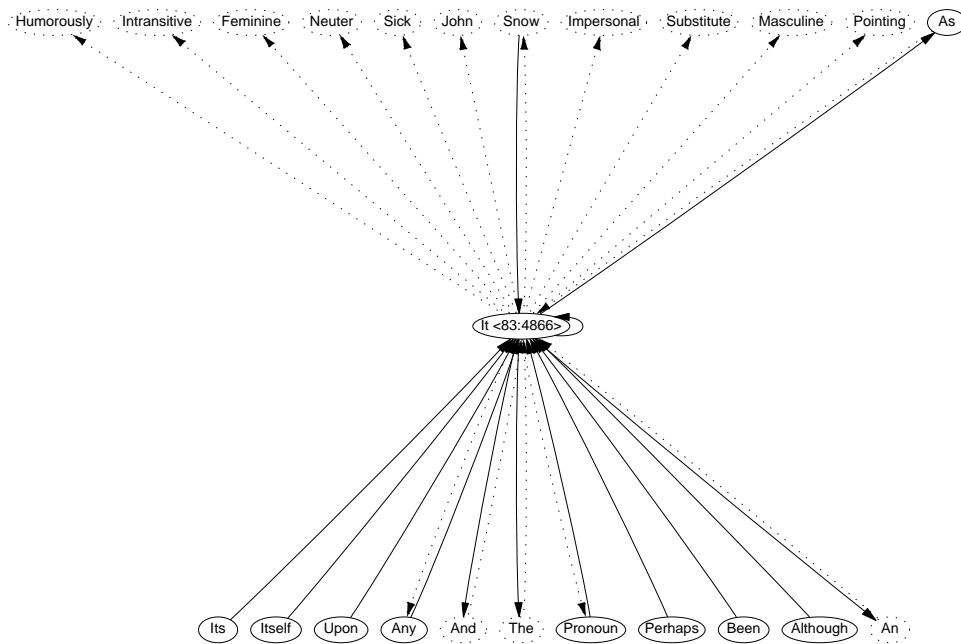 Humorously Intransitive Feminine Neuter Sick John Snow Impersonal Substitute Masculine Pointing As
It <83:4866>
Its Itself Upon Any And The Pronoun Perhaps Been Although An